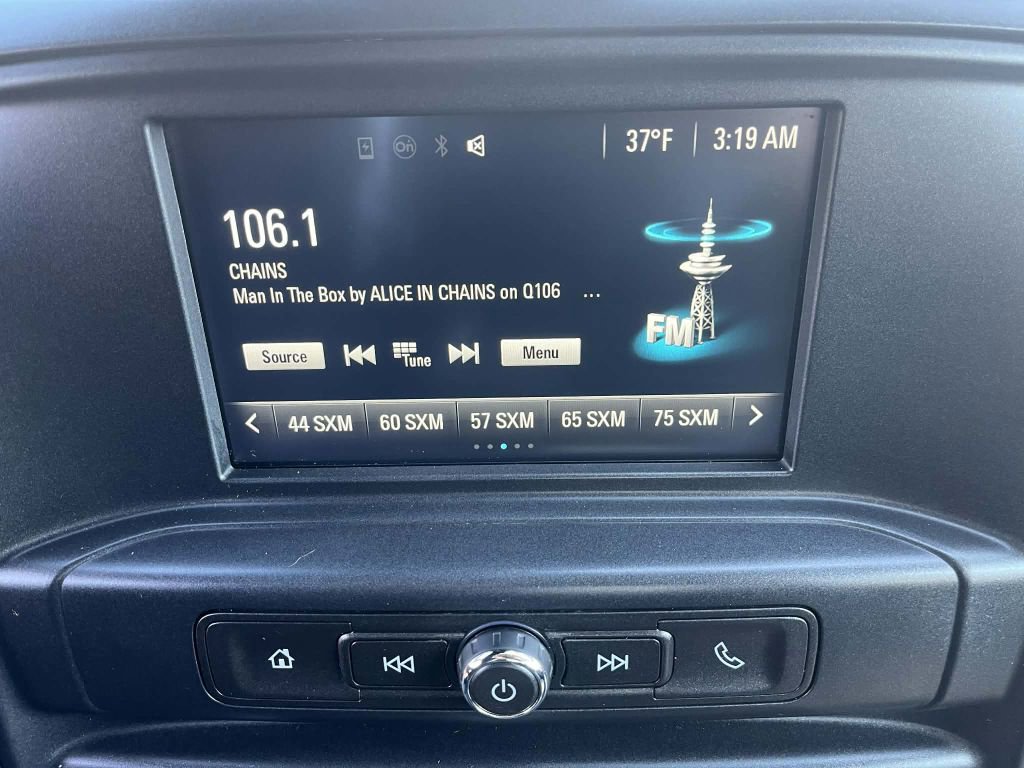 On
37°F
3:19 AM
106.1
CHAINS
Man In The Box by ALICE IN CHAINS on Q106 ...
FM
Source
Tune
Menu
44 SXM
60 SXM
57 SXM
65 SXM
75 SXM